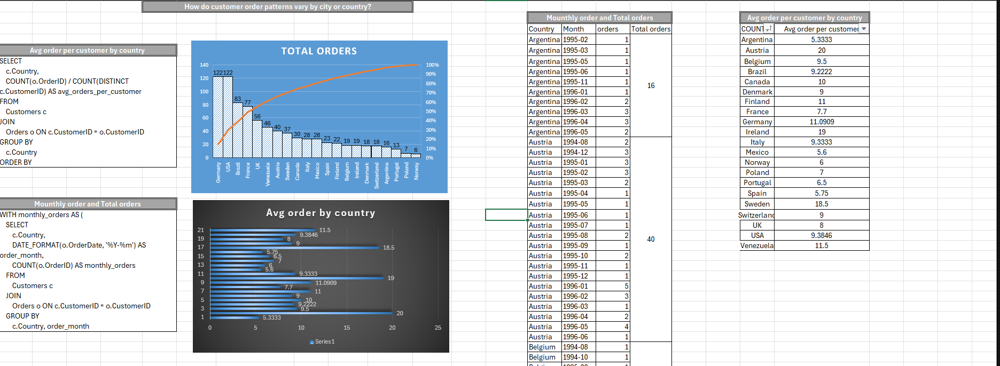 How do customer order patterns vary by city or country?
Avg order per customer by country
SELECT
c.Country,
COUNT(o.OrderID) / COUNT(DISTINCT
c.CustomerID) AS avg_orders_per_customer
FROM
Customers c
JOIN
Orders o ON c.CustomerID = o.CustomerID
GROUP BY
c.Country
ORDER BY
Mounthly order and Total orders
WITH monthly_orders AS (
SELECT
c.Country,
DATE_FORMAT(o.OrderDate, '%Y-%m') AS
order_month,
COUNT(o.OrderID) AS monthly_orders
FROM
Customers c
JOIN
Orders o ON c.CustomerID = o.CustomerID
GROUP BY
c.Country, order_month
TOTAL ORDERS
140
120
100
80
60
40
20
0
122 122 83 77 56 46 40 37 30 28 28 23 22 19 19 18 18 16 13 7 6
100%
90%
80%
70%
60%
50%
40%
30%
20%
10%
0%
Germany USA Brazil France UK Venezuela Austria Sweden Canada Italy Mexico Spain Finland Belgium Ireland Denmark Switzerland Argentina Portugal Poland Norway
Avg order by country
21 11.5
9.3846
19 8
9
17 18.5
5.75
15 6.5
7
13 6
5.6
11 9.3333
19
9 11.0909
7.7
7 11
9
5 10
9.2222
3 9.5
20
1 5.3333
0 5 10 15 20 25
Series1
Mounthly order and Total orders
Country Month orders Total orders
Argentina 1995-02 1
Argentina 1995-03 1
Argentina 1995-05 1
Argentina 1995-06 1
Argentina 1995-11 1
16
Argentina 1996-01 1
Argentina 1996-02 2
Argentina 1996-03 3
Argentina 1996-04 3
Argentina 1996-05 2
Austria 1994-08 2
Austria 1994-12 3
Austria 1995-01 3
Austria 1995-02 3
Austria 1995-03 2
Austria 1995-04 1
Austria 1995-05 1
Austria 1995-06 1
Austria 1995-07 1
Austria 1995-08 2
40
Austria 1995-09 1
Austria 1995-10 2
Austria 1995-11 1
Austria 1995-12 1
Austria 1996-01 5
Austria 1996-02 3
Austria 1996-03 1
Austria 1996-04 2
Austria 1996-05 4
Austria 1996-06 1
Belgium 1994-08 1
Belgium 1994-10 1
Avg order per customer by country
COUNT Avg order per customer
Argentina 5.3333
Austria 20
Belgium 9.5
Brazil 9.2222
Canada 10
Denmark 9
Finland 11
France 7.7
Germany 11.0909
Ireland 19
Italy 9.3333
Mexico 5.6
Norway 6
Poland 7
Portugal 6.5
Spain 5.75
Sweden 18.5
Switzerland 9
UK 8
USA 9.3846
Venezuela 11.5